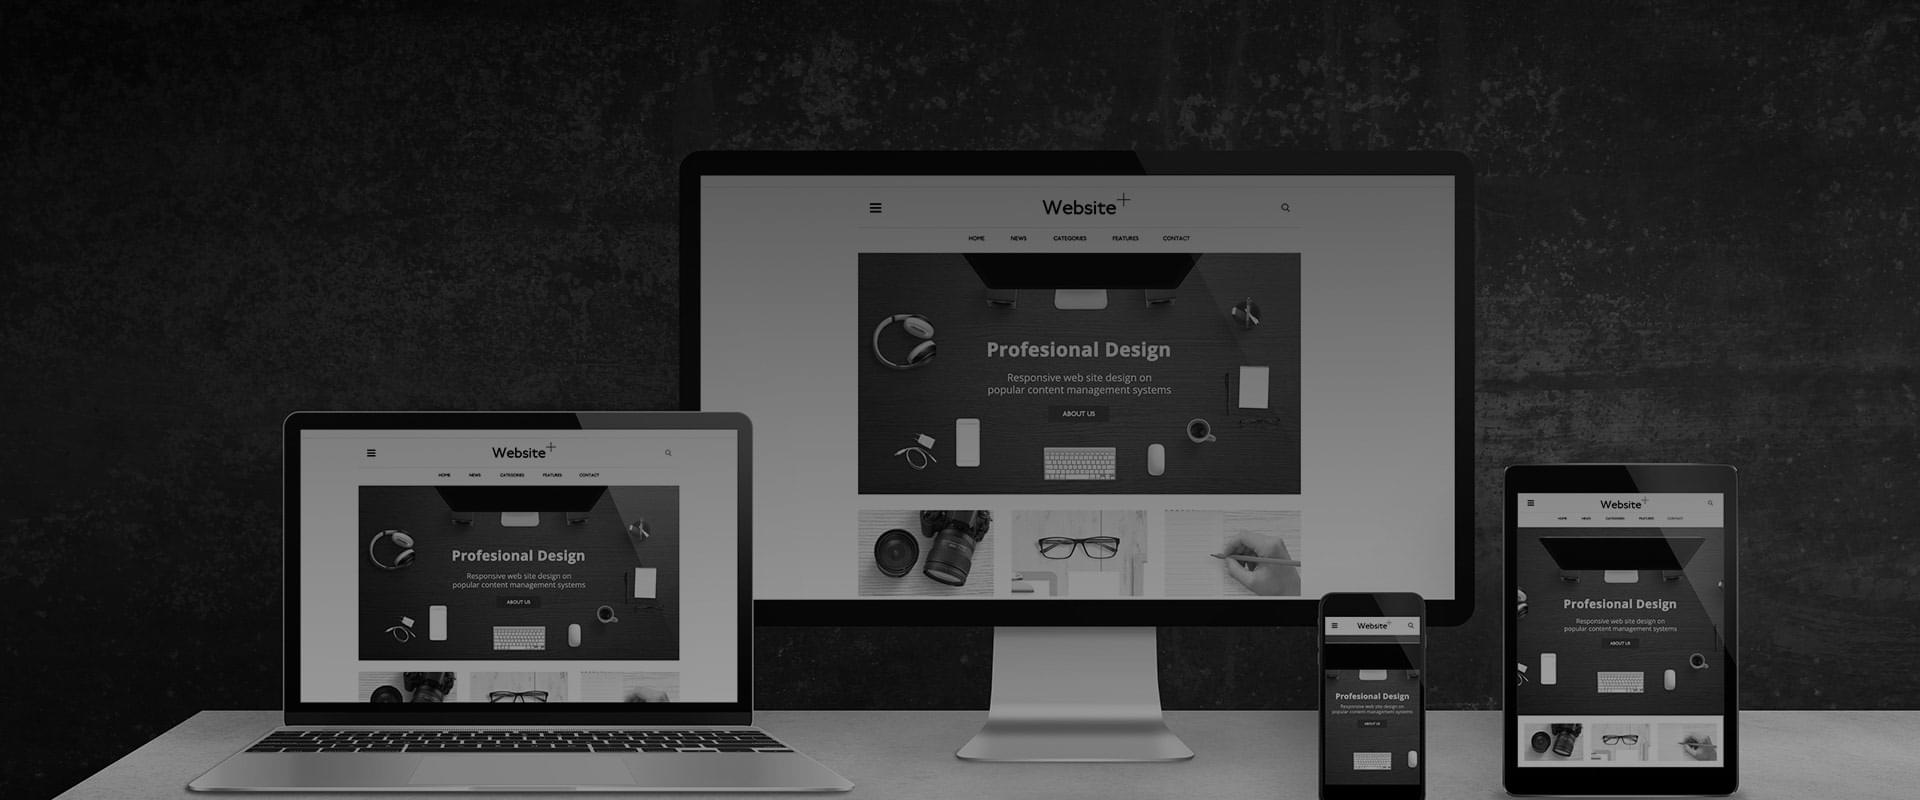 Website+
HOME NEWS CATEGORIES FEATURES CONTACT
Profesional Design
Responsive web site design on
popular content management systems
ABOUT US
Website+
HOME NEWS CATEGORIES FEATURES CONTACT
Profesional Design
Responsive web site design on
popular content management systems
ABOUT US
Website+
Profesional Design
Responsive web site design on
popular content management systems
ABOUT US
Website+
HOME NEWS CATEGORIES FEATURES CONTACT
Profesional Design
Responsive web site design on
popular content management systems
ABOUT US